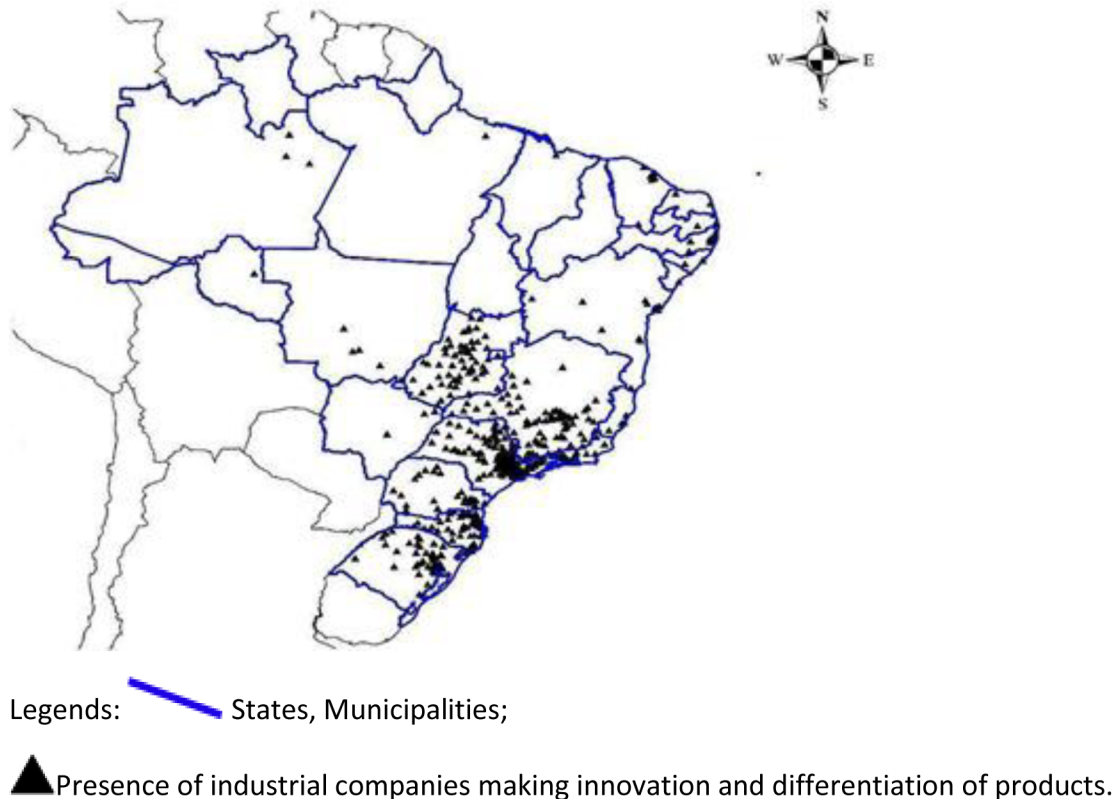 N
W E
S
Legends: States, Municipalities;
Presence of industrial companies making innovation and differentiation of products.